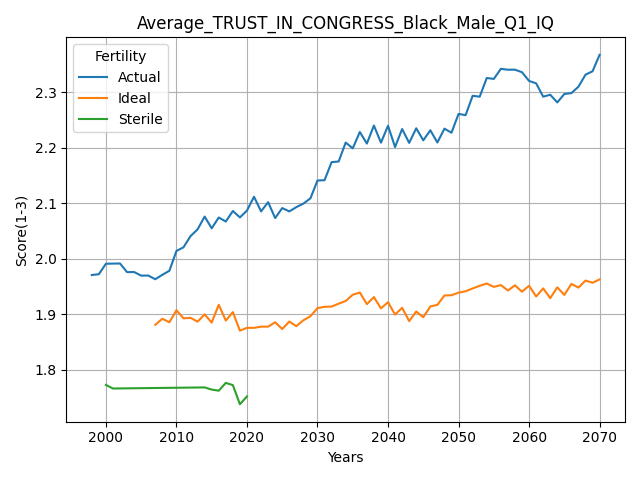 Average_TRUST_IN_CONGRESS_Black_Male_Q1_IQ
Fertility
Actual
Ideal
Sterile
Score(1-3)
2.3
2.2
2.1
2.0
1.9
1.8
2000 2010 2020 2030 2040 2050 2060 2070
Years